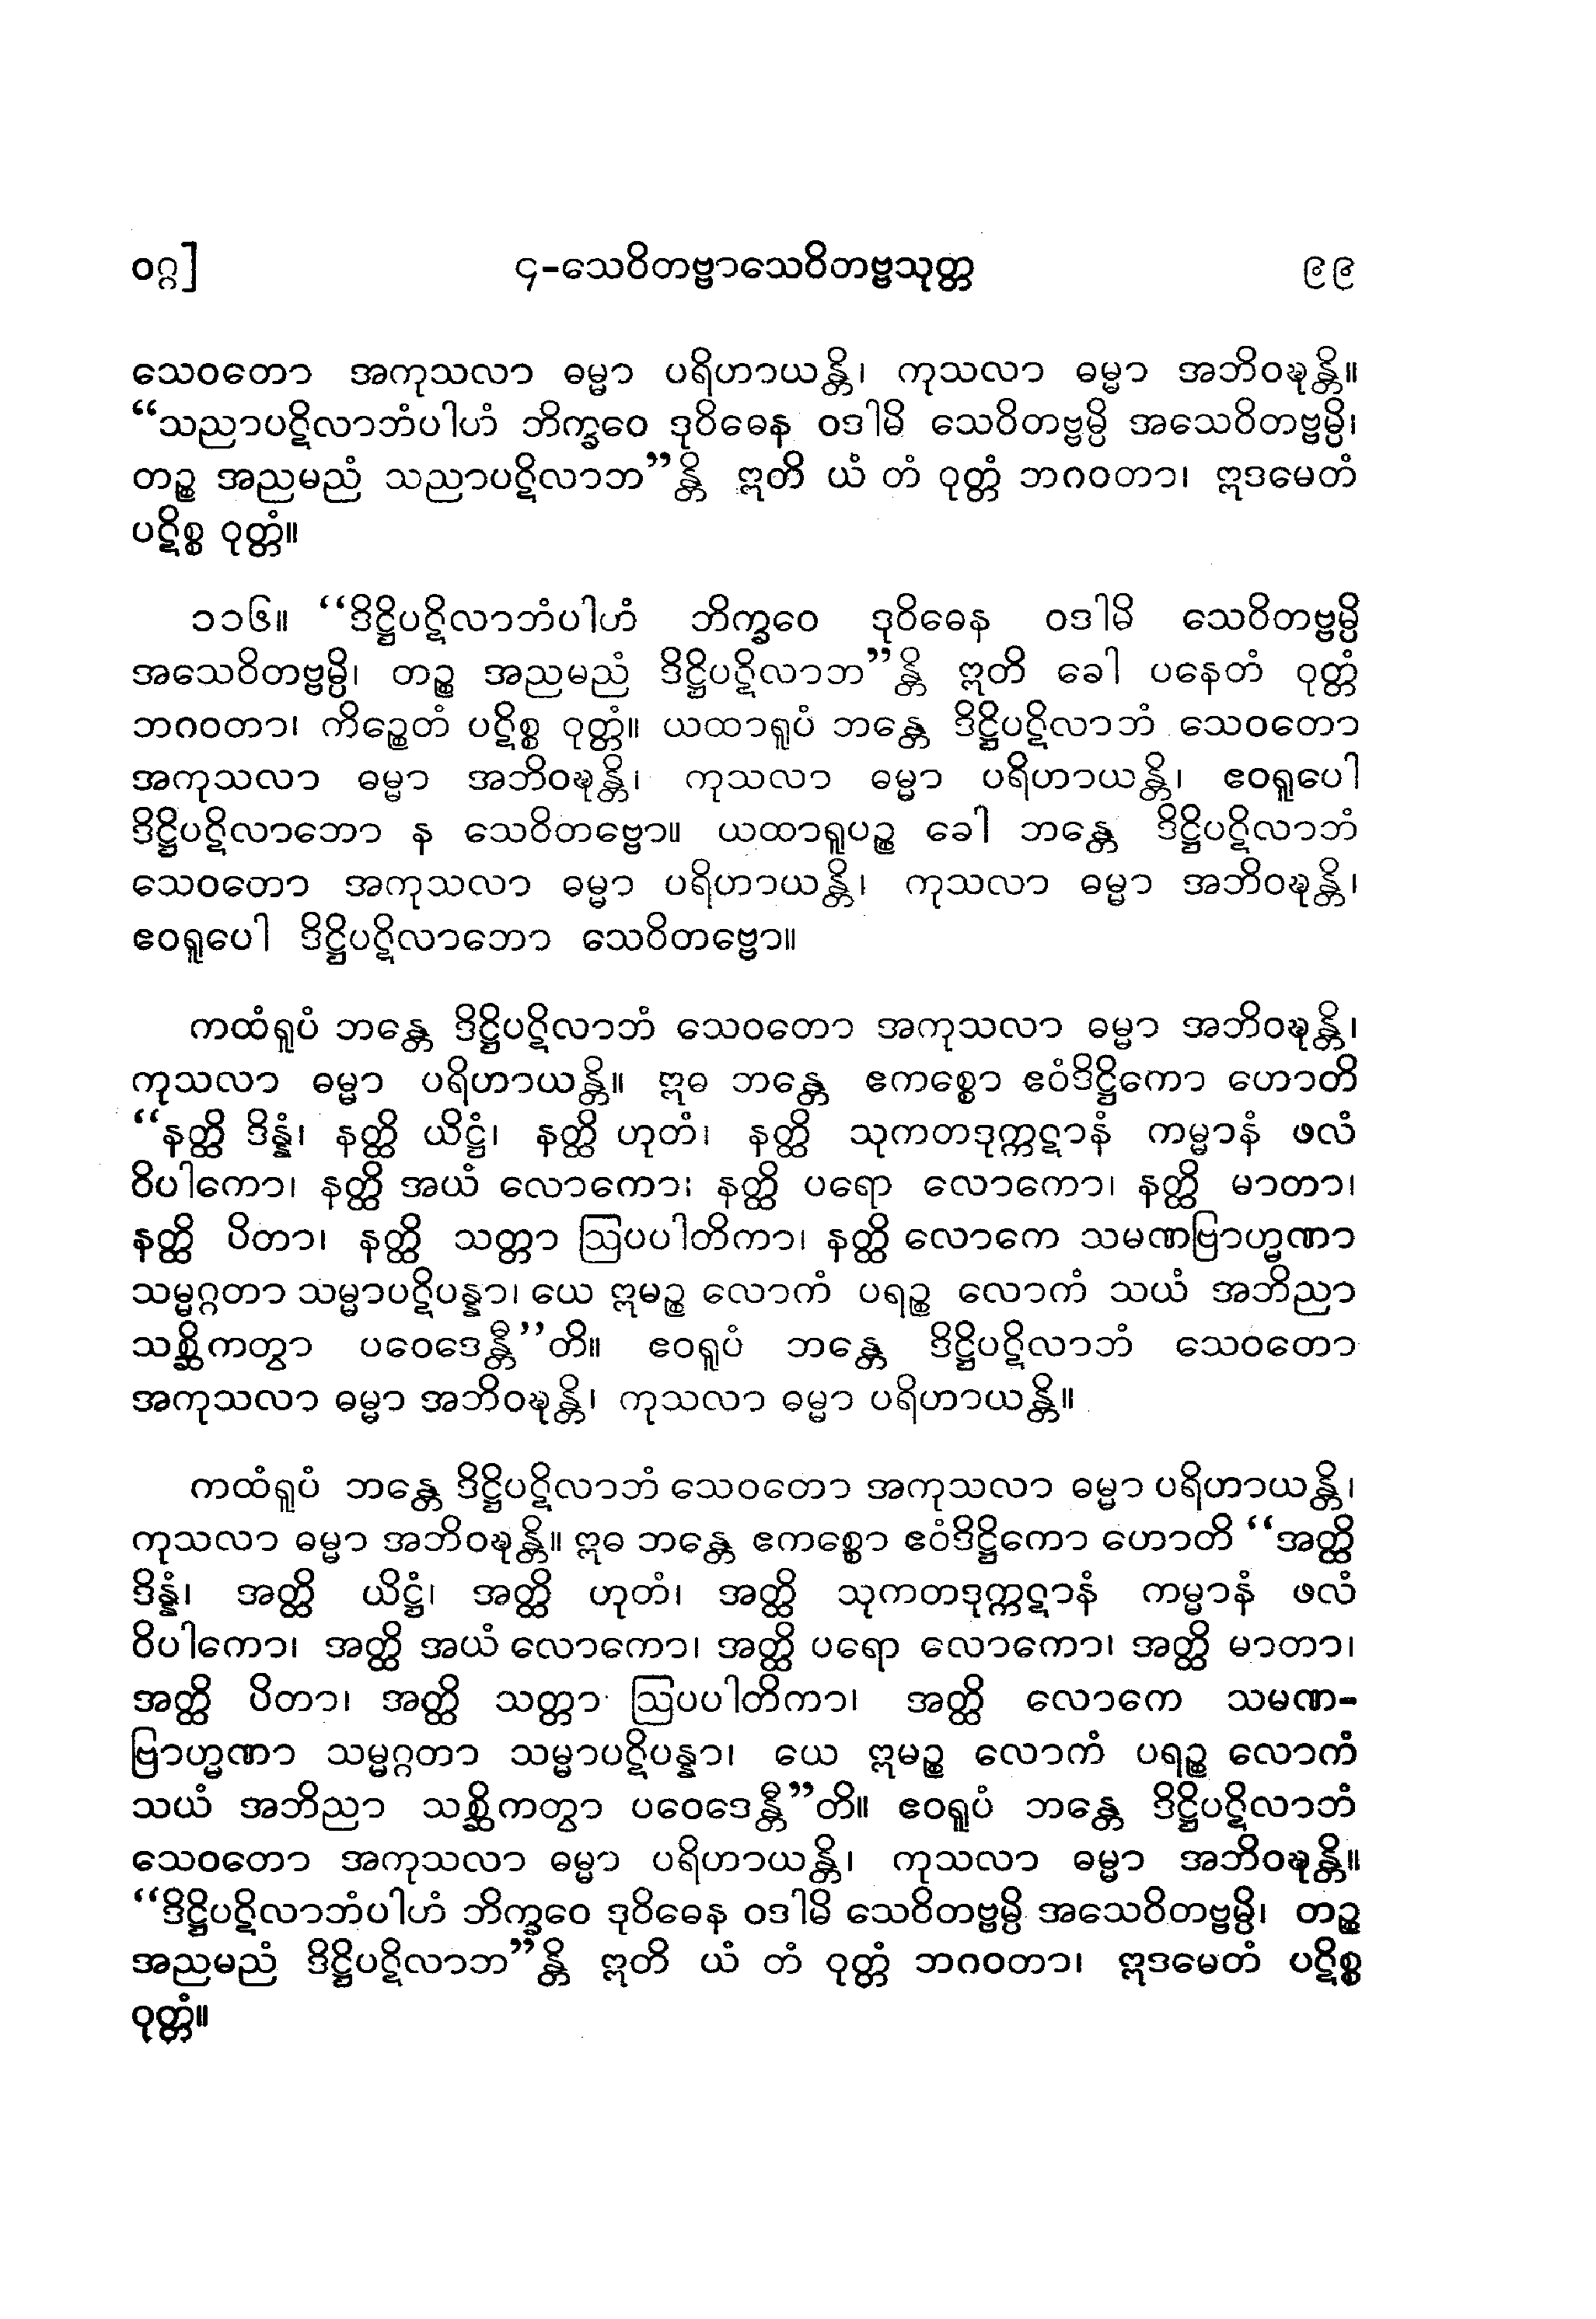 ဝဂ္ဂ] ၄-သေဝိတဗ္ဗာသေဝိတဗ္ဗသုတ္တ ၉၉
သေဝတော အကုသလာ ဓမ္မာ ပရိဟာယန္တိ၊ ကုသလာ ဓမ္မာ အဘိဝဍ္ဎန္တိ။
“သညာပဋိလာဘံပါဟံ ဘိက္ခဝေ ဒုဝိဓေန ဝဒါမိ သေဝိတဗ္ဗမ္ပိ အသေဝိတဗ္ဗမ္ပိ၊
တဉ္စ အညမညံ သညာပဋိလာဘ”န္တိ ဣတိ ယံ တံ ဝုတ္တံ ဘဂဝတာ၊ ဣဒမေတံ
ပဋိစ္စ ဝုတ္တံ။
၁၁၆။ “ဒိဋ္ဌိပဋိလာဘံပါဟံ ဘိက္ခဝေ ဒုဝိဓေန ဝဒါမိ သေဝိတဗ္ဗမ္ပိ
အသေဝိတဗ္ဗမ္ပိ၊ တဉ္စ အညမညံ ဒိဋ္ဌိပဋိလာဘ”န္တိ ဣတိ ခေါ ပနေတံ ဝုတ္တံ
ဘဂဝတာ၊ ကိဉ္စေတံ ပဋိစ္စ ဝုတ္တံ။ ယထာရူပံ ဘန္တေ ဒိဋ္ဌိပဋိလာဘံ သေဝတော
အကုသလာ ဓမ္မာ အဘိဝဍ္ဎန္တိ၊ ကုသလာ ဓမ္မာ ပရိဟာယန္တိ၊ ဧဝရူပေါ
ဒိဋ္ဌိပဋိလာဘော န သေဝိတဗ္ဗော။ ယထာရူပဉ္စ ခေါ ဘန္တေ ဒိဋ္ဌိပဋိလာဘံ
သေဝတော အကုသလာ ဓမ္မာ ပရိဟာယန္တိ၊ ကုသလာ ဓမ္မာ အဘိဝဍ္ဎန္တိ၊
ဧဝရူပေါ ဒိဋ္ဌိပဋိလာဘော သေဝိတဗ္ဗော။
ကထံရူပံ ဘန္တေ ဒိဋ္ဌိပဋိလာဘံ သေဝတော အကုသလာ ဓမ္မာ အဘိဝဍ္ဎန္တိ၊
ကုသလာ ဓမ္မာ ပရိဟာယန္တိ။ ဣဓ ဘန္တေ ဧကစ္စော ဧဝံဒိဋ္ဌိကော ဟောတိ
“နတ္ထိ ဒိန္နံ၊ နတ္ထိ ယိဋ္ဌံ၊ နတ္ထိ ဟုတံ၊ နတ္ထိ သုကတဒုက္ကဋာနံ ကမ္မာနံ ဖလံ
ဝိပါကော၊ နတ္ထိ အယံ လောကော၊ နတ္ထိ ပရော လောကော၊ နတ္ထိ မာတာ၊
နတ္ထိ ပိတာ၊ နတ္ထိ သတ္တာ ဩပပါတိကာ၊ နတ္ထိ လောကေ သမဏဗြာဟ္မဏာ
သမ္မဂ္ဂတာ သမ္မာပဋိပန္နာ၊ ယေ ဣမဉ္စ လောကံ ပရဉ္စ လောကံ သယံ အဘိညာ
သစ္ဆိကတွာ ပဝေဒေန္တီ”တိ။ ဧဝရူပံ ဘန္တေ ဒိဋ္ဌိပဋိလာဘံ သေဝတော
အကုသလာ ဓမ္မာ အဘိဝဍ္ဎန္တိ၊ ကုသလာ ဓမ္မာ ပရိဟာယန္တိ။
ကထံရူပံ ဘန္တေ ဒိဋ္ဌိပဋိလာဘံ သေဝတော အကုသလာ ဓမ္မာ ပရိဟာယန္တိ၊
ကုသလာ ဓမ္မာ အဘိဝဍ္ဎန္တိ။ ဣဓ ဘန္တေ ဧကစ္စော ဧဝံဒိဋ္ဌိကော ဟောတိ “အတ္ထိ
ဒိန္နံ၊ အတ္ထိ ယိဋ္ဌံ၊ အတ္ထိ ဟုတံ၊ အတ္ထိ သုကတဒုက္ကဋာနံ ကမ္မာနံ ဖလံ
ဝိပါကော၊ အတ္ထိ အယံ လောကော၊ အတ္ထိ ပရော လောကော၊ အတ္ထိ မာတာ၊
အတ္ထိ ပိတာ၊ အတ္ထိ သတ္တာ ဩပပါတိကာ၊ အတ္ထိ လောကေ သမဏ-
ဗြာဟ္မဏာ သမ္မဂ္ဂတာ သမ္မာပဋိပန္နာ၊ ယေ ဣမဉ္စ လောကံ ပရဉ္စ လောကံ
သယံ အဘိညာ သစ္ဆိကတွာ ပဝေဒေန္တီ”တိ။ ဧဝရူပံ ဘန္တေ ဒိဋ္ဌိပဋိလာဘံ
သေဝတော အကုသလာ ဓမ္မာ ပရိဟာယန္တိ၊ ကုသလာ ဓမ္မာ အဘိဝဍ္ဎန္တိ။
“ဒိဋ္ဌိပဋိလာဘံပါဟံ ဘိက္ခဝေ ဒုဝိဓေန ဝဒါမိ သေဝိတဗ္ဗမ္ပိ အသေဝိတဗ္ဗမ္ပိ၊ တဉ္စ
အညမညံ ဒိဋ္ဌိပဋိလာဘ”န္တိ ဣတိ ယံ တံ ဝုတ္တံ ဘဂဝတာ၊ ဣဒမေတံ ပဋိစ္စ
ဝုတ္တံ။